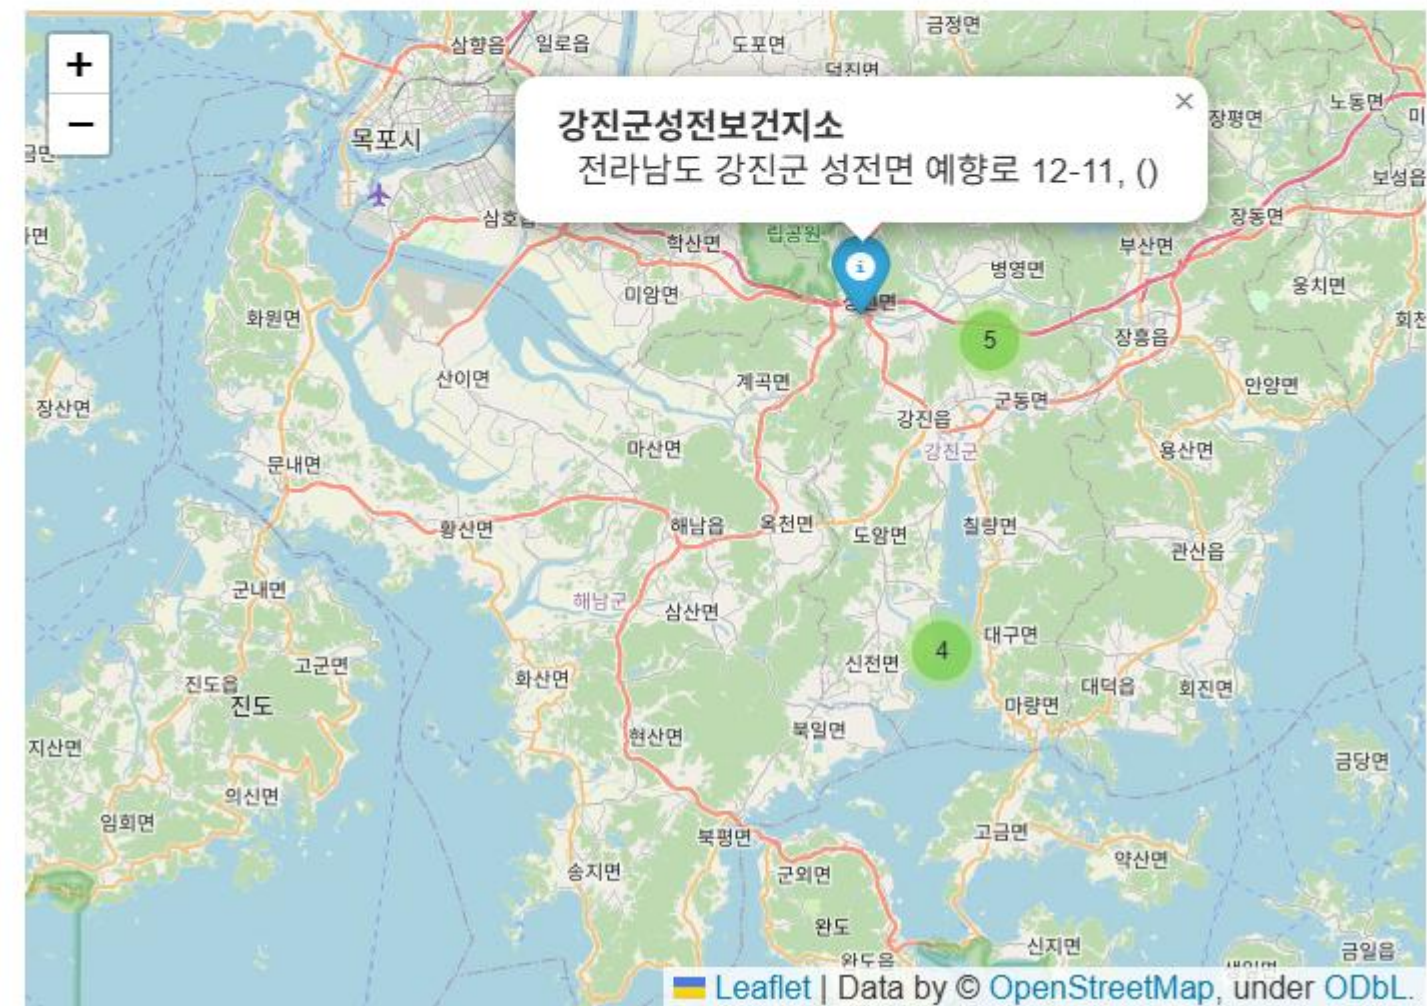 금정면
삼향읍
일로읍
도포면
덕진면
+
−
×
강진군성전보건지소
전라남도 강진군 성전면 예향로 12-11, ()
노동면
장평면
목포시
보성읍
삼호읍
장동면
학산면
립공원
부산면
병영면
미암면
웅치면
화원면
5
장흥읍
산이면
계곡면
안양면
장산면
군동면
강진읍
마산면
강진군
용산면
문내면
황산면
해남읍
옥천면
도암면
칠량면
관산읍
군내면
해남군
삼산면
대구면
4
신전면
고군면
진도읍
화산면
대덕읍
회진면
진도
마량면
북일면
지산면
현산면
금당면
의신면
임회면
고금면
북평면
약산면
송지면
군외면
완도
신지면
금일읍
완도읍
Leaflet | Data by © OpenStreetMap, under ODbL.